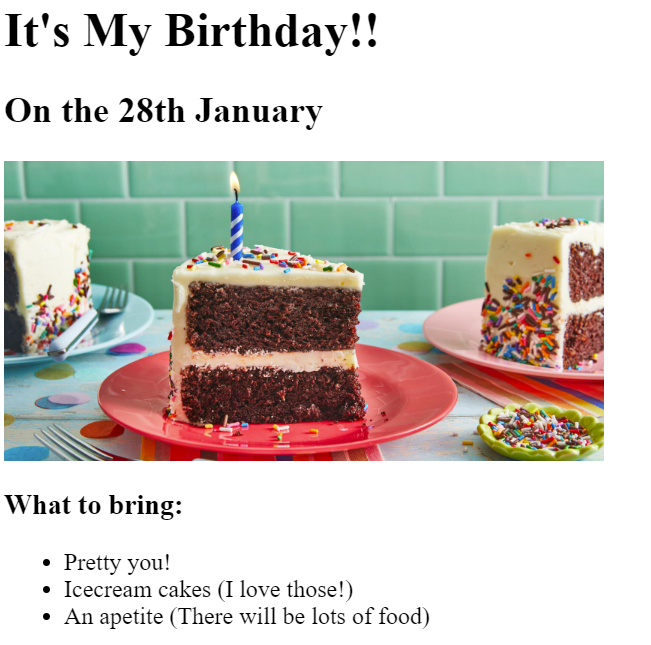 It's My Birthday!!
On the 28th January
What to bring:
Pretty you!
Icecream cakes (I love those!)
An apetite (There will be lots of food)